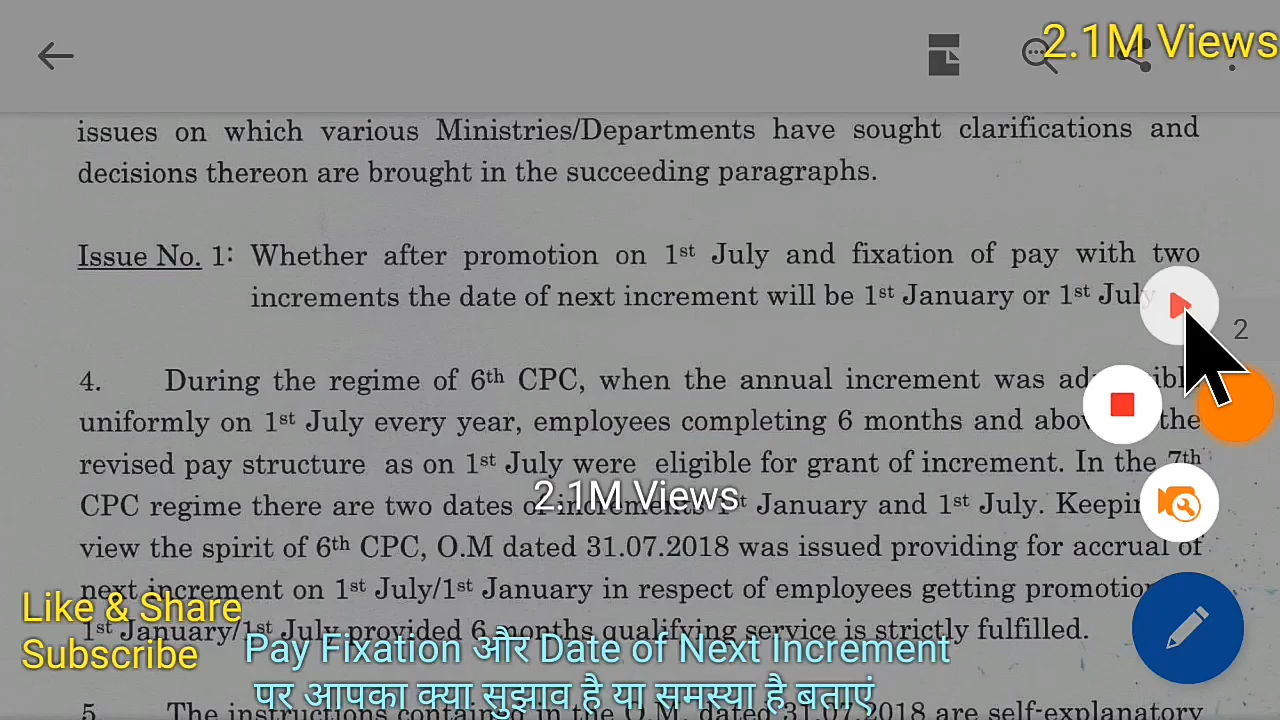 2.1M Views
issues on which various Ministries/Departments have sought clarifications and
decisions thereon are brought in the succeeding paragraphs.
Issue No. 1: Whether after promotion on 1st July and fixation of pay with two
increments the date of next increment will be 1st January or 1st July
2
4. During the regime of 6th CPC, when the annual increment was
uniformly on 1st July every year, employees completing 6 months and the
revised pay structure as on 1st July were eligible for grant of increment. In the 7th
CPC regime there are two dates of increments 1st January and 1st July.
2.1M Views
view the spirit of 6th CPC, O.M dated 31.07.2018 was issued providing for accrual of
next increment on 1st July/1st January in respect of employees getting
1st January/1st July provided 6 months qualifying service is strictly fulfilled.
Like & Share
Subscribe
Pay Fixation और Date of Next Increment
पर आपका क्या सुझाव है या समस्या है बताएं
5. The instructions contained in the O.M. dated 31.07.2018 are self-explanatory